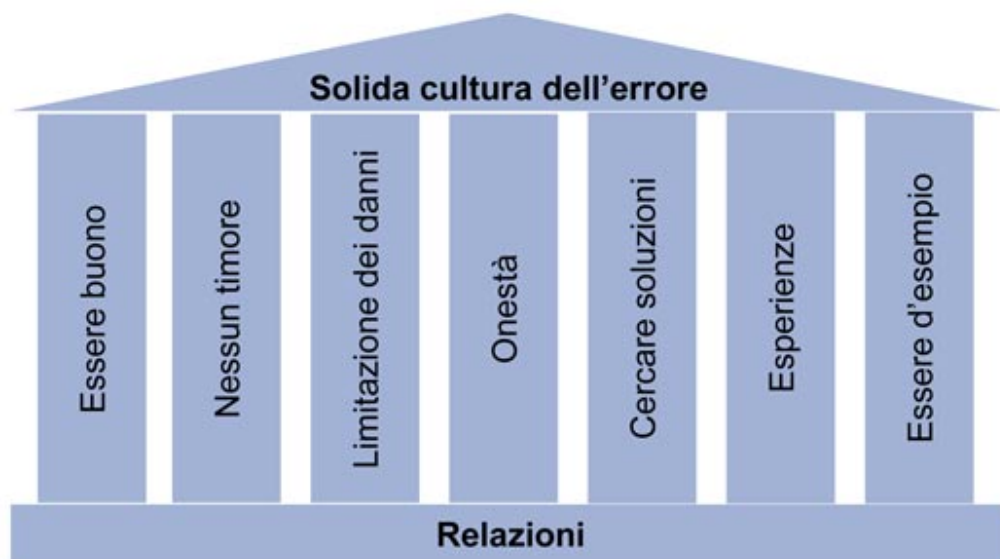 Solida cultura dell’errore
Essere buono
Nessun timore
Limitazione dei danni
Onestà
Cercare soluzioni
Esperienze
Essere d’esempio
Relazioni